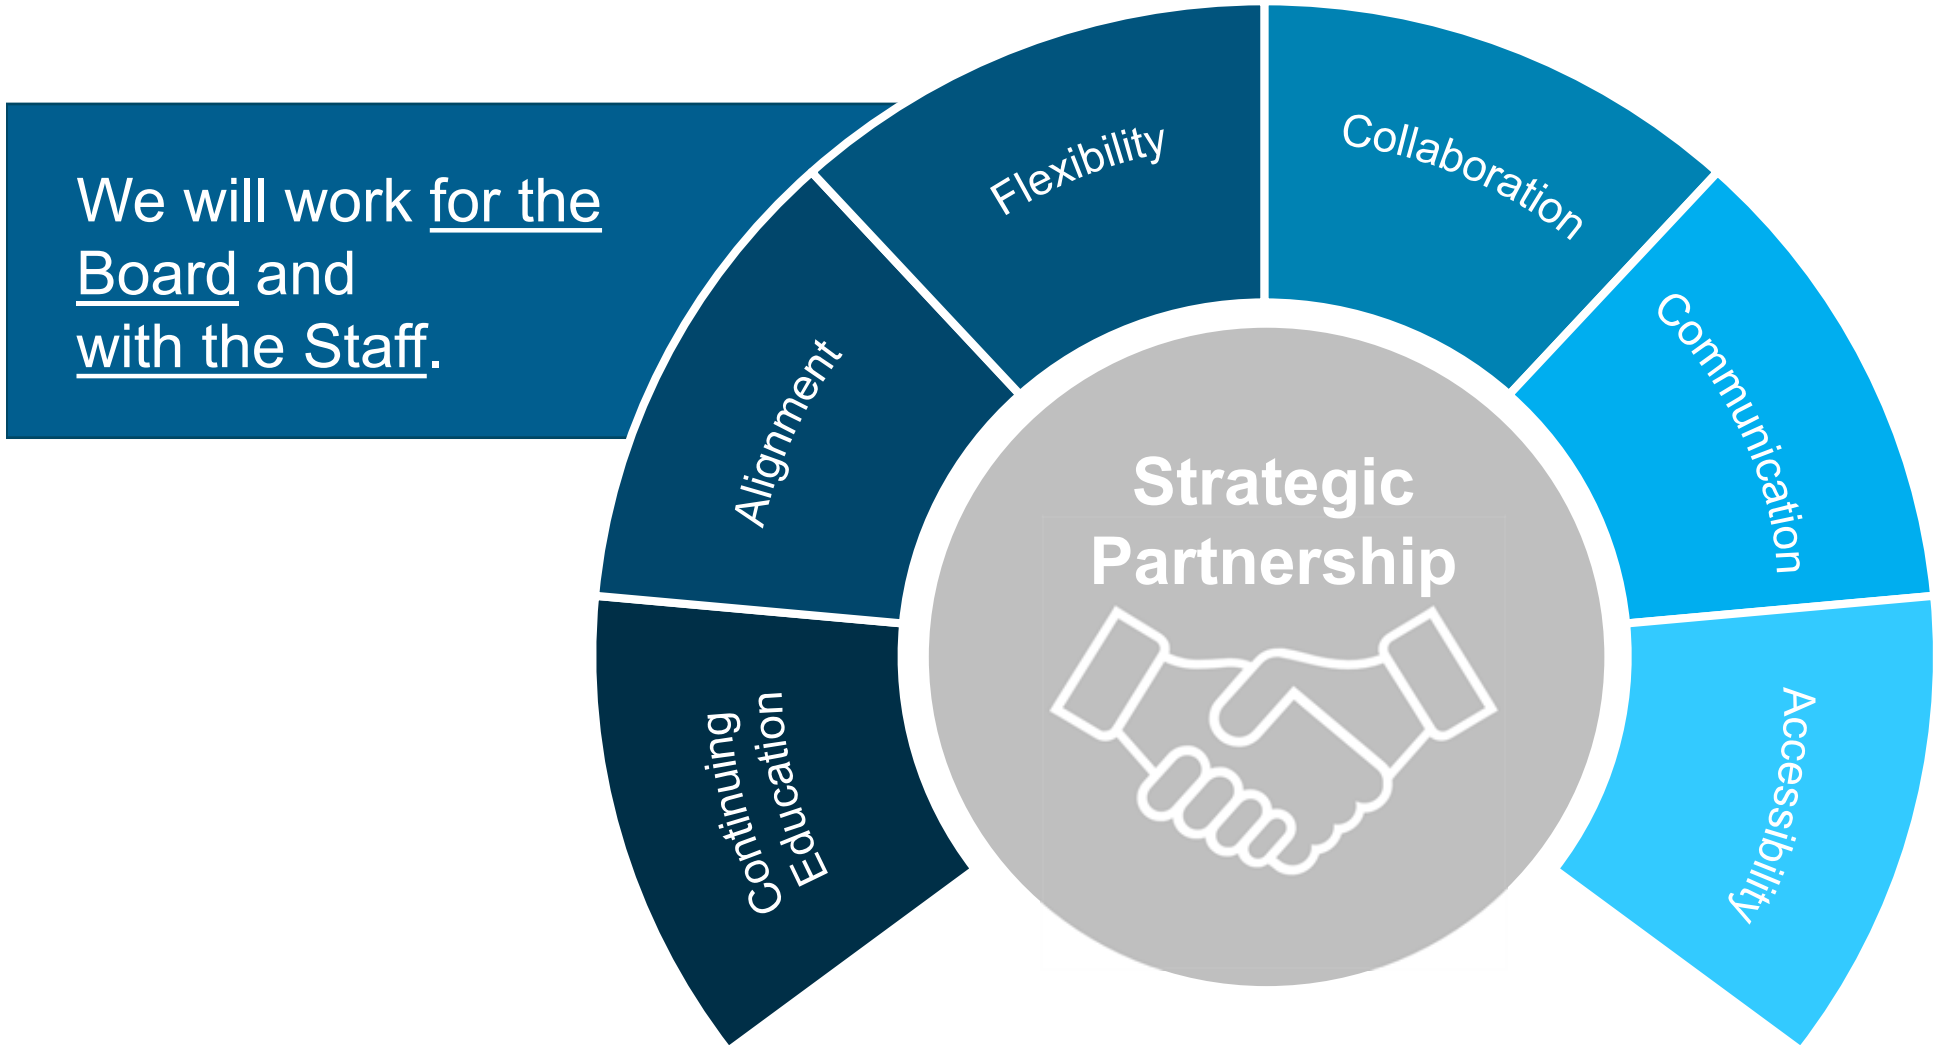 We will work for the
Board and
with the Staff.
Continuing
Education
Alignment
Flexibility
Collaboration
Communication
Accessibility
Strategic
Partnership